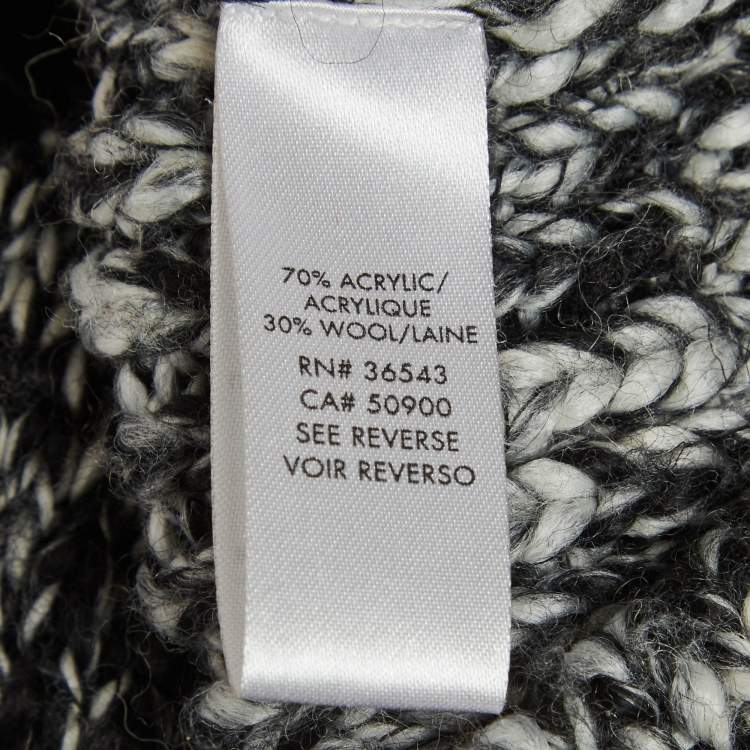 70% ACRYLIC/
ACRYLIQUE
30% WOOL/LAINE
RN# 36543
CA# 50900
SEE REVERSE
VOIR REVERSO